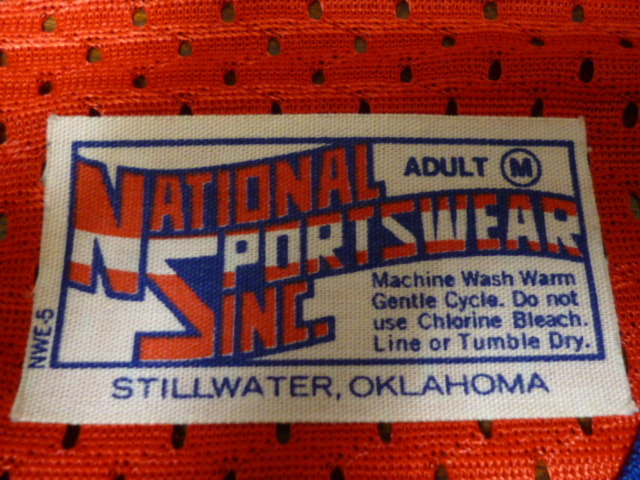 ADULT M
NATIONAL
SPORTSWEAR
INC.
Machine Wash Warm
Gentle Cycle. Do not
use Chlorine Bleach.
Line or Tumble Dry.
NWE-5
STILLWATER, OKLAHOMA